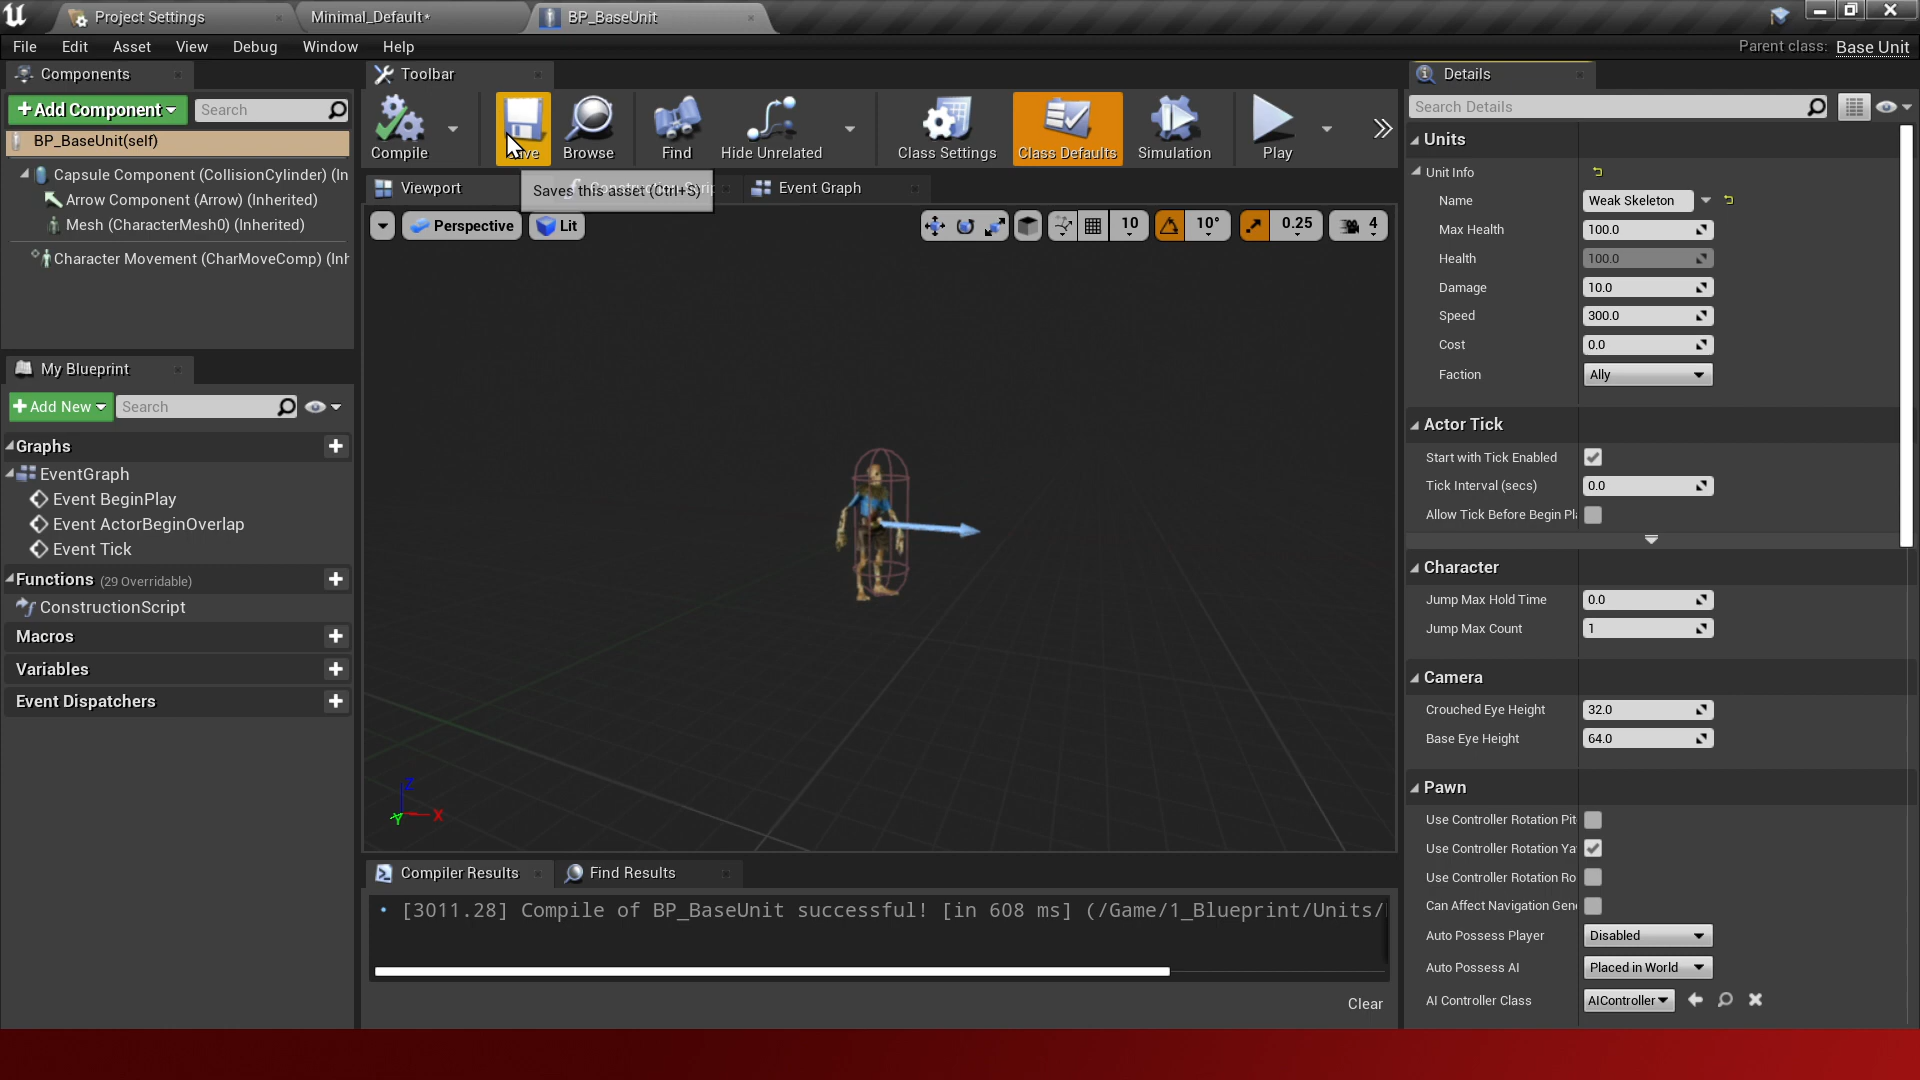 Project Settings
Minimal_Default*
BP_BaseUnit
File Edit Asset View Debug Window Help
Parent class: Base Unit
Components
+Add Component
Search
BP_BaseUnit(self)
Capsule Component (CollisionCylinder) (In
Arrow Component (Arrow) (Inherited)
Mesh (CharacterMesh0) (Inherited)
Character Movement (CharMoveComp) (Inh
My Blueprint
+Add New
Search
Graphs
EventGraph
Event BeginPlay
Event ActorBeginOverlap
Event Tick
Functions (29 Overridable)
ConstructionScript
Macros
Variables
Event Dispatchers
Toolbar
Compile
Browse
Find
Hide Unrelated
Class Settings
Class Defaults
Simulation
Play
Saves this asset (Ctrl+S)
Viewport
Event Graph
Perspective
Lit
10
10°
0.25
4
Z
X
Y
Compiler Results
Find Results
[3011.28] Compile of BP_BaseUnit successful! [in 608 ms] (/Game/1_Blueprint/Units/
Clear
Details
Search Details
Units
Unit Info
Name Weak Skeleton
Max Health 100.0
Health 100.0
Damage 10.0
Speed 300.0
Cost 0.0
Faction Ally
Actor Tick
Start with Tick Enabled
Tick Interval (secs) 0.0
Allow Tick Before Begin Pl
Character
Jump Max Hold Time 0.0
Jump Max Count 1
Camera
Crouched Eye Height 32.0
Base Eye Height 64.0
Pawn
Use Controller Rotation Pit
Use Controller Rotation Ya
Use Controller Rotation Ro
Can Affect Navigation Gen
Auto Possess Player Disabled
Auto Possess AI Placed in World
AI Controller Class AIController